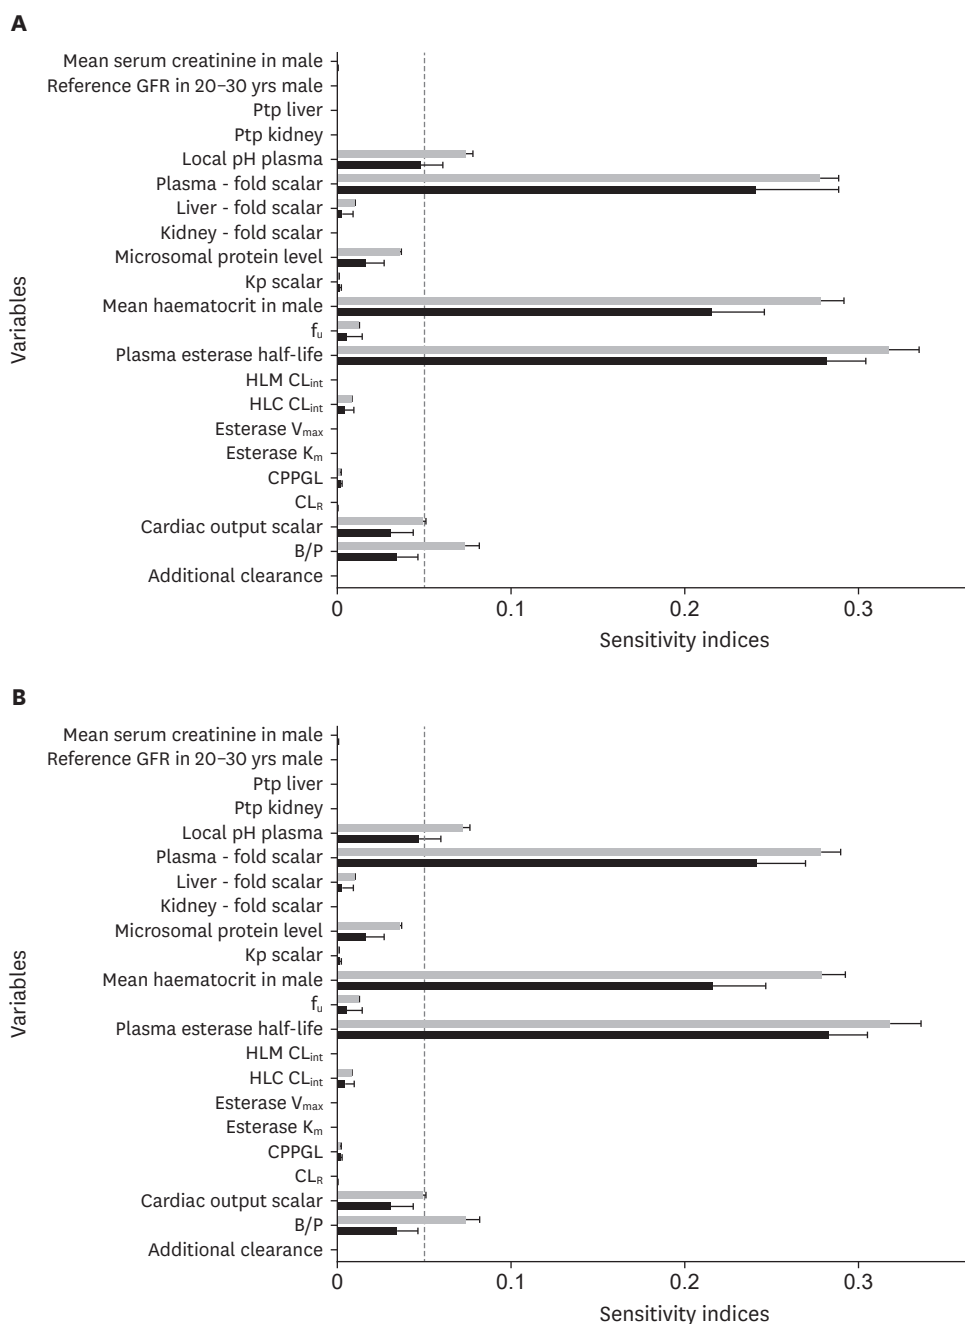 A
Variables
Mean serum creatinine in male
Reference GFR in 20–30 yrs male
Ptp liver
Ptp kidney
Local pH plasma
Plasma - fold scalar
Liver - fold scalar
Kidney - fold scalar
Microsomal protein level
Kp scalar
Mean haematocrit in male
fu
Plasma esterase half-life
HLM CLint
HLC CLint
Esterase Vmax
Esterase Km
CPPGL
CLR
Cardiac output scalar
B/P
Additional clearance
0 0.1 0.2 0.3
Sensitivity indices
B
Variables
Mean serum creatinine in male
Reference GFR in 20–30 yrs male
Ptp liver
Ptp kidney
Local pH plasma
Plasma - fold scalar
Liver - fold scalar
Kidney - fold scalar
Microsomal protein level
Kp scalar
Mean haematocrit in male
fu
Plasma esterase half-life
HLM CLint
HLC CLint
Esterase Vmax
Esterase Km
CPPGL
CLR
Cardiac output scalar
B/P
Additional clearance
0 0.1 0.2 0.3
Sensitivity indices